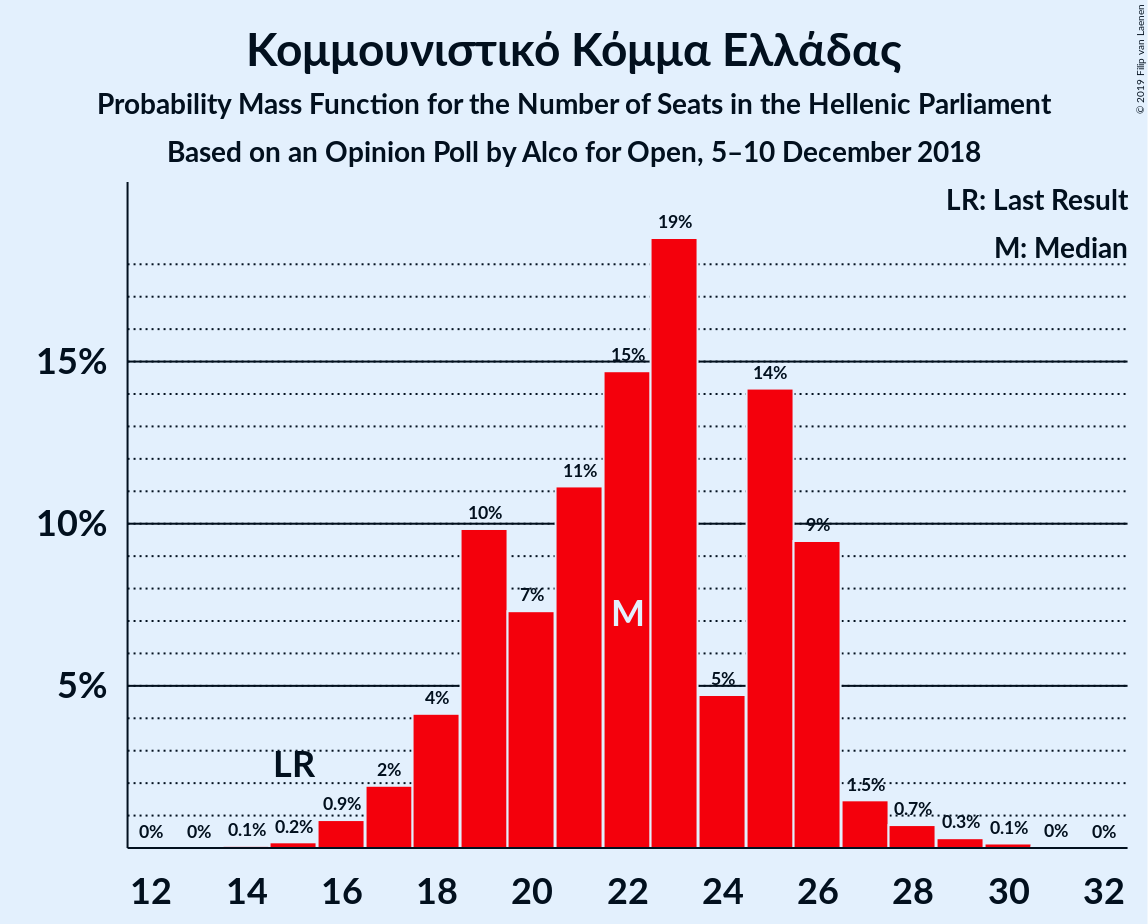 © 2019 Filip van Laenen
Κομμουνιστικό Κόμμα Ελλάδας
Probability Mass Function for the Number of Seats in the Hellenic Parliament
Based on an Opinion Poll by Alco for Open, 5–10 December 2018
LR: Last Result
M: Median
15%
10%
5%
0% 0% 0.1% 0.2% 0.9% 2% 4% 10% 7% 11% 15% 19% 5% 14% 9% 1.5% 0.7% 0.3% 0.1% 0% 0%
LR
M
12 14 16 18 20 22 24 26 28 30 32